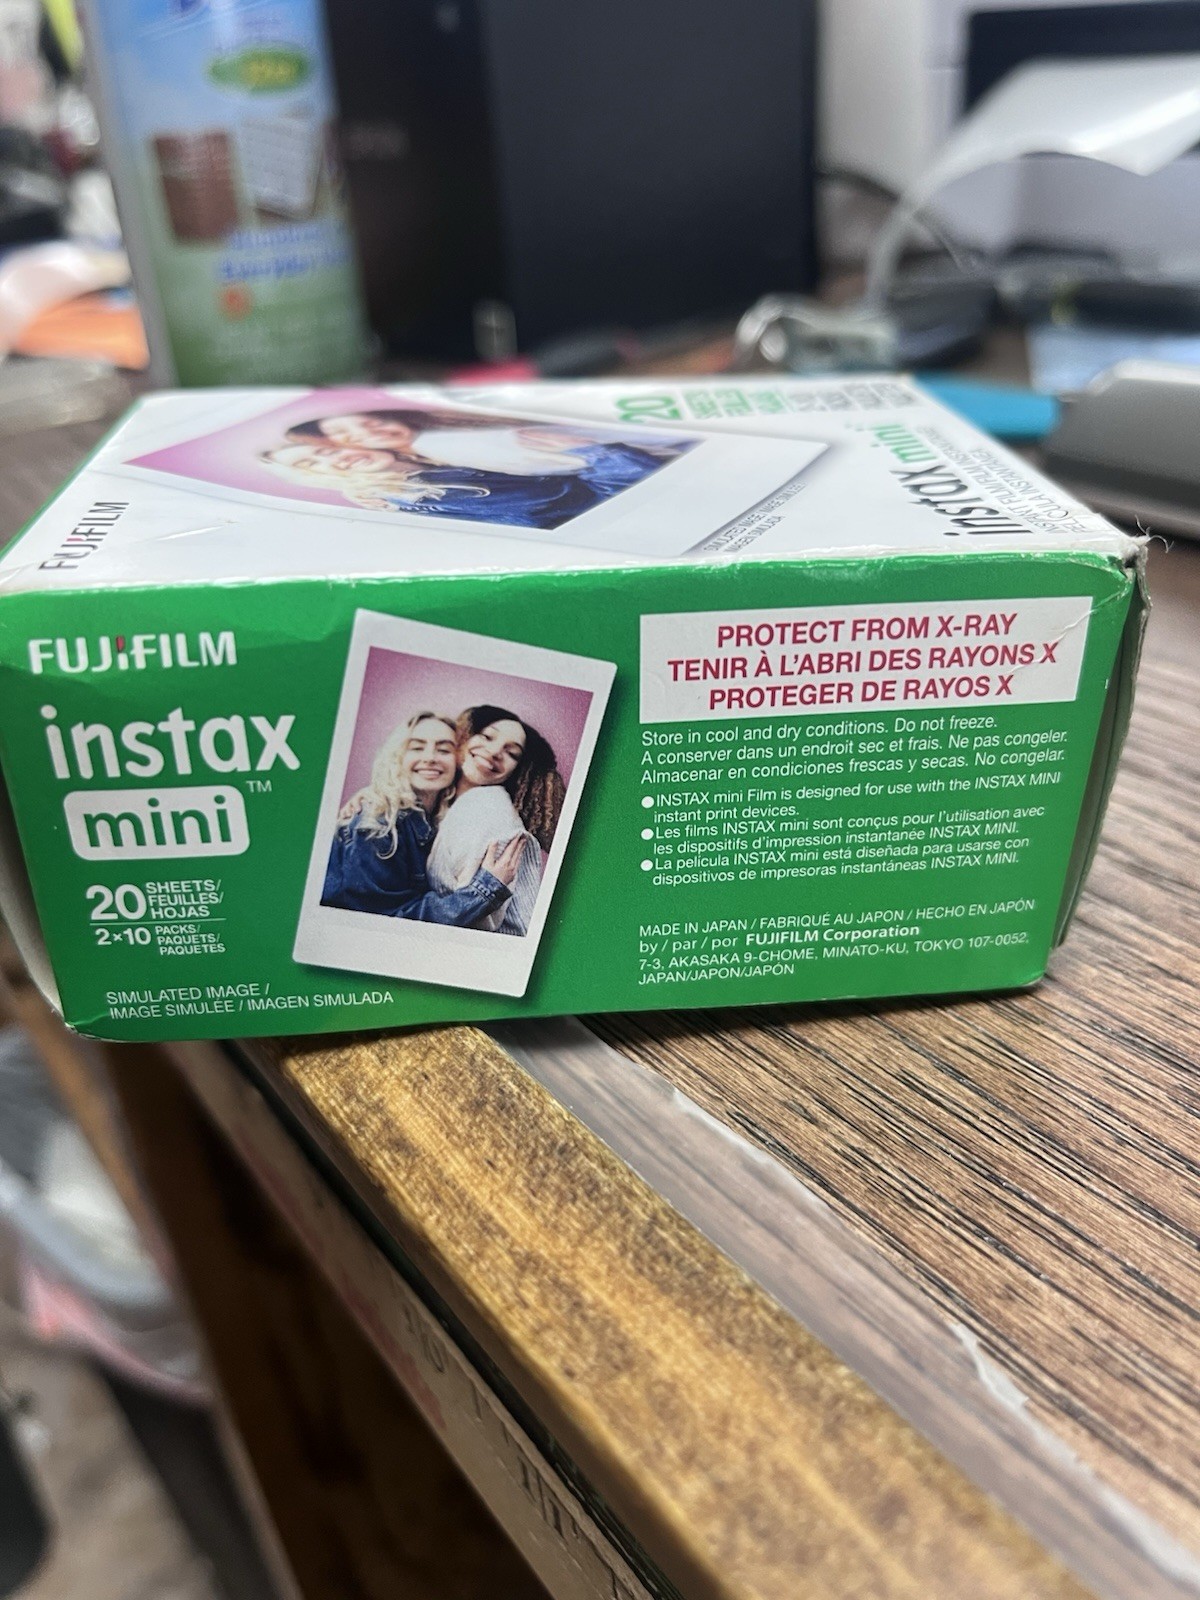 FUJIFILM
instax mini
20
SIMULATED IMAGE
IMAGEN SIMULADA
FUJIFILM
instax
mini™
20 SHEETS/
FEUILLES/
HOJAS
2×10 PACKS/
PAQUETS/
PAQUETES
SIMULATED IMAGE /
IMAGE SIMULÉE / IMAGEN SIMULADA
PROTECT FROM X-RAY
TENIR À L'ABRI DES RAYONS X
PROTEGER DE RAYOS X
Store in cool and dry conditions. Do not freeze.
A conserver dans un endroit sec et frais. Ne pas congeler.
Almacenar en condiciones frescas y secas. No congelar.
●INSTAX mini Film is designed for use with the INSTAX MINI
instant print devices.
●Les films INSTAX mini sont conçus pour l'utilisation avec
les dispositifs d'impression instantanée INSTAX MINI.
●La película INSTAX mini está diseñada para usarse con
dispositivos de impresoras instantáneas INSTAX MINI.
MADE IN JAPAN / FABRIQUÉ AU JAPON / HECHO EN JAPÓN
by / par / por FUJIFILM Corporation
7-3, AKASAKA 9-CHOME, MINATO-KU, TOKYO 107-0052,
JAPAN/JAPON/JAPÓN